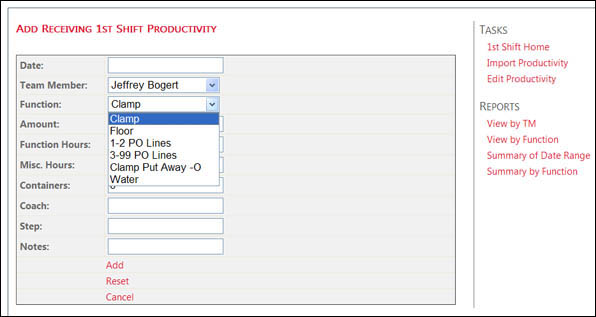 Add Receiving 1st Shift Productivity
Date:
Team Member: Jeffrey Bogert
Function: Clamp
Clamp
Floor
1-2 PO Lines
3-99 PO Lines
Clamp Put Away -O
Water
Amount:
Function Hours:
Misc. Hours:
Containers:
Coach:
Step:
Notes:
Add
Reset
Cancel
Tasks
1st Shift Home
Import Productivity
Edit Productivity
Reports
View by TM
View by Function
Summary of Date Range
Summary by Function